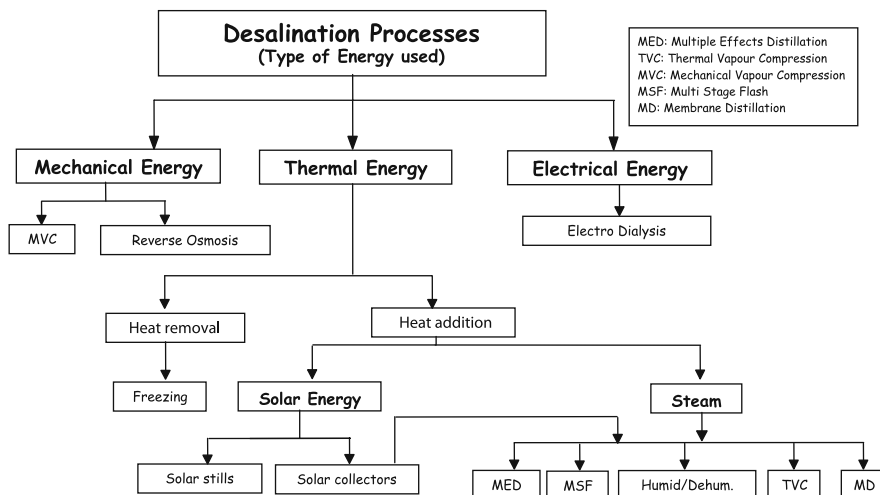 Desalination Processes
(Type of Energy used)
MED: Multiple Effects Distillation
TVC: Thermal Vapour Compression
MVC: Mechanical Vapour Compression
MSF: Multi Stage Flash
MD: Membrane Distillation
Mechanical Energy
Thermal Energy
Electrical Energy
MVC
Reverse Osmosis
Electro Dialysis
Heat removal
Heat addition
Freezing
Solar Energy
Steam
Solar stills
Solar collectors
MED
MSF
Humid/Dehum.
TVC
MD